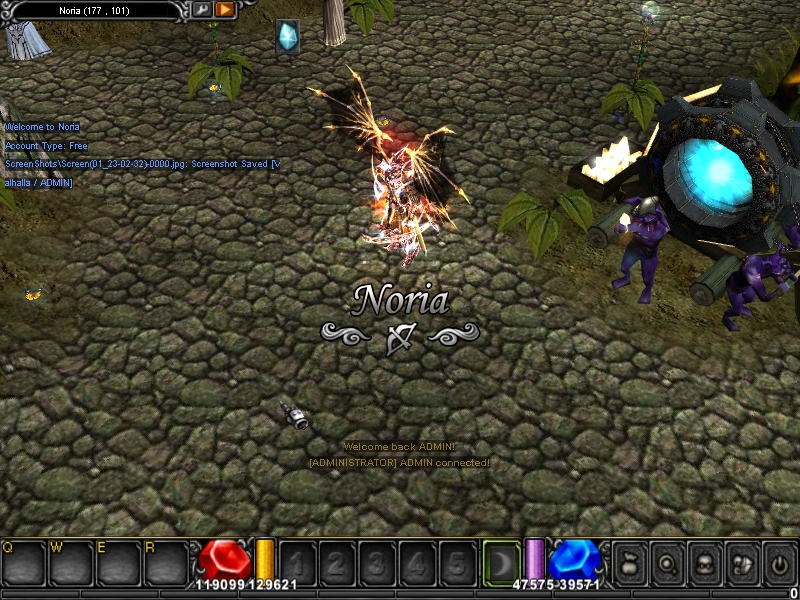 Noria (177 , 101)
Welcome to Noria
Account Type: Free
ScreenShots\Screen(01_23-02-32)-0000.jpg: Screenshot Saved [V
alhalla / ADMIN]
Noria
Welcome back ADMIN!
[ADMINISTRATOR] ADMIN connected!
Q W E R 1 2 3 4 5
119099 129621 47575 39571
0